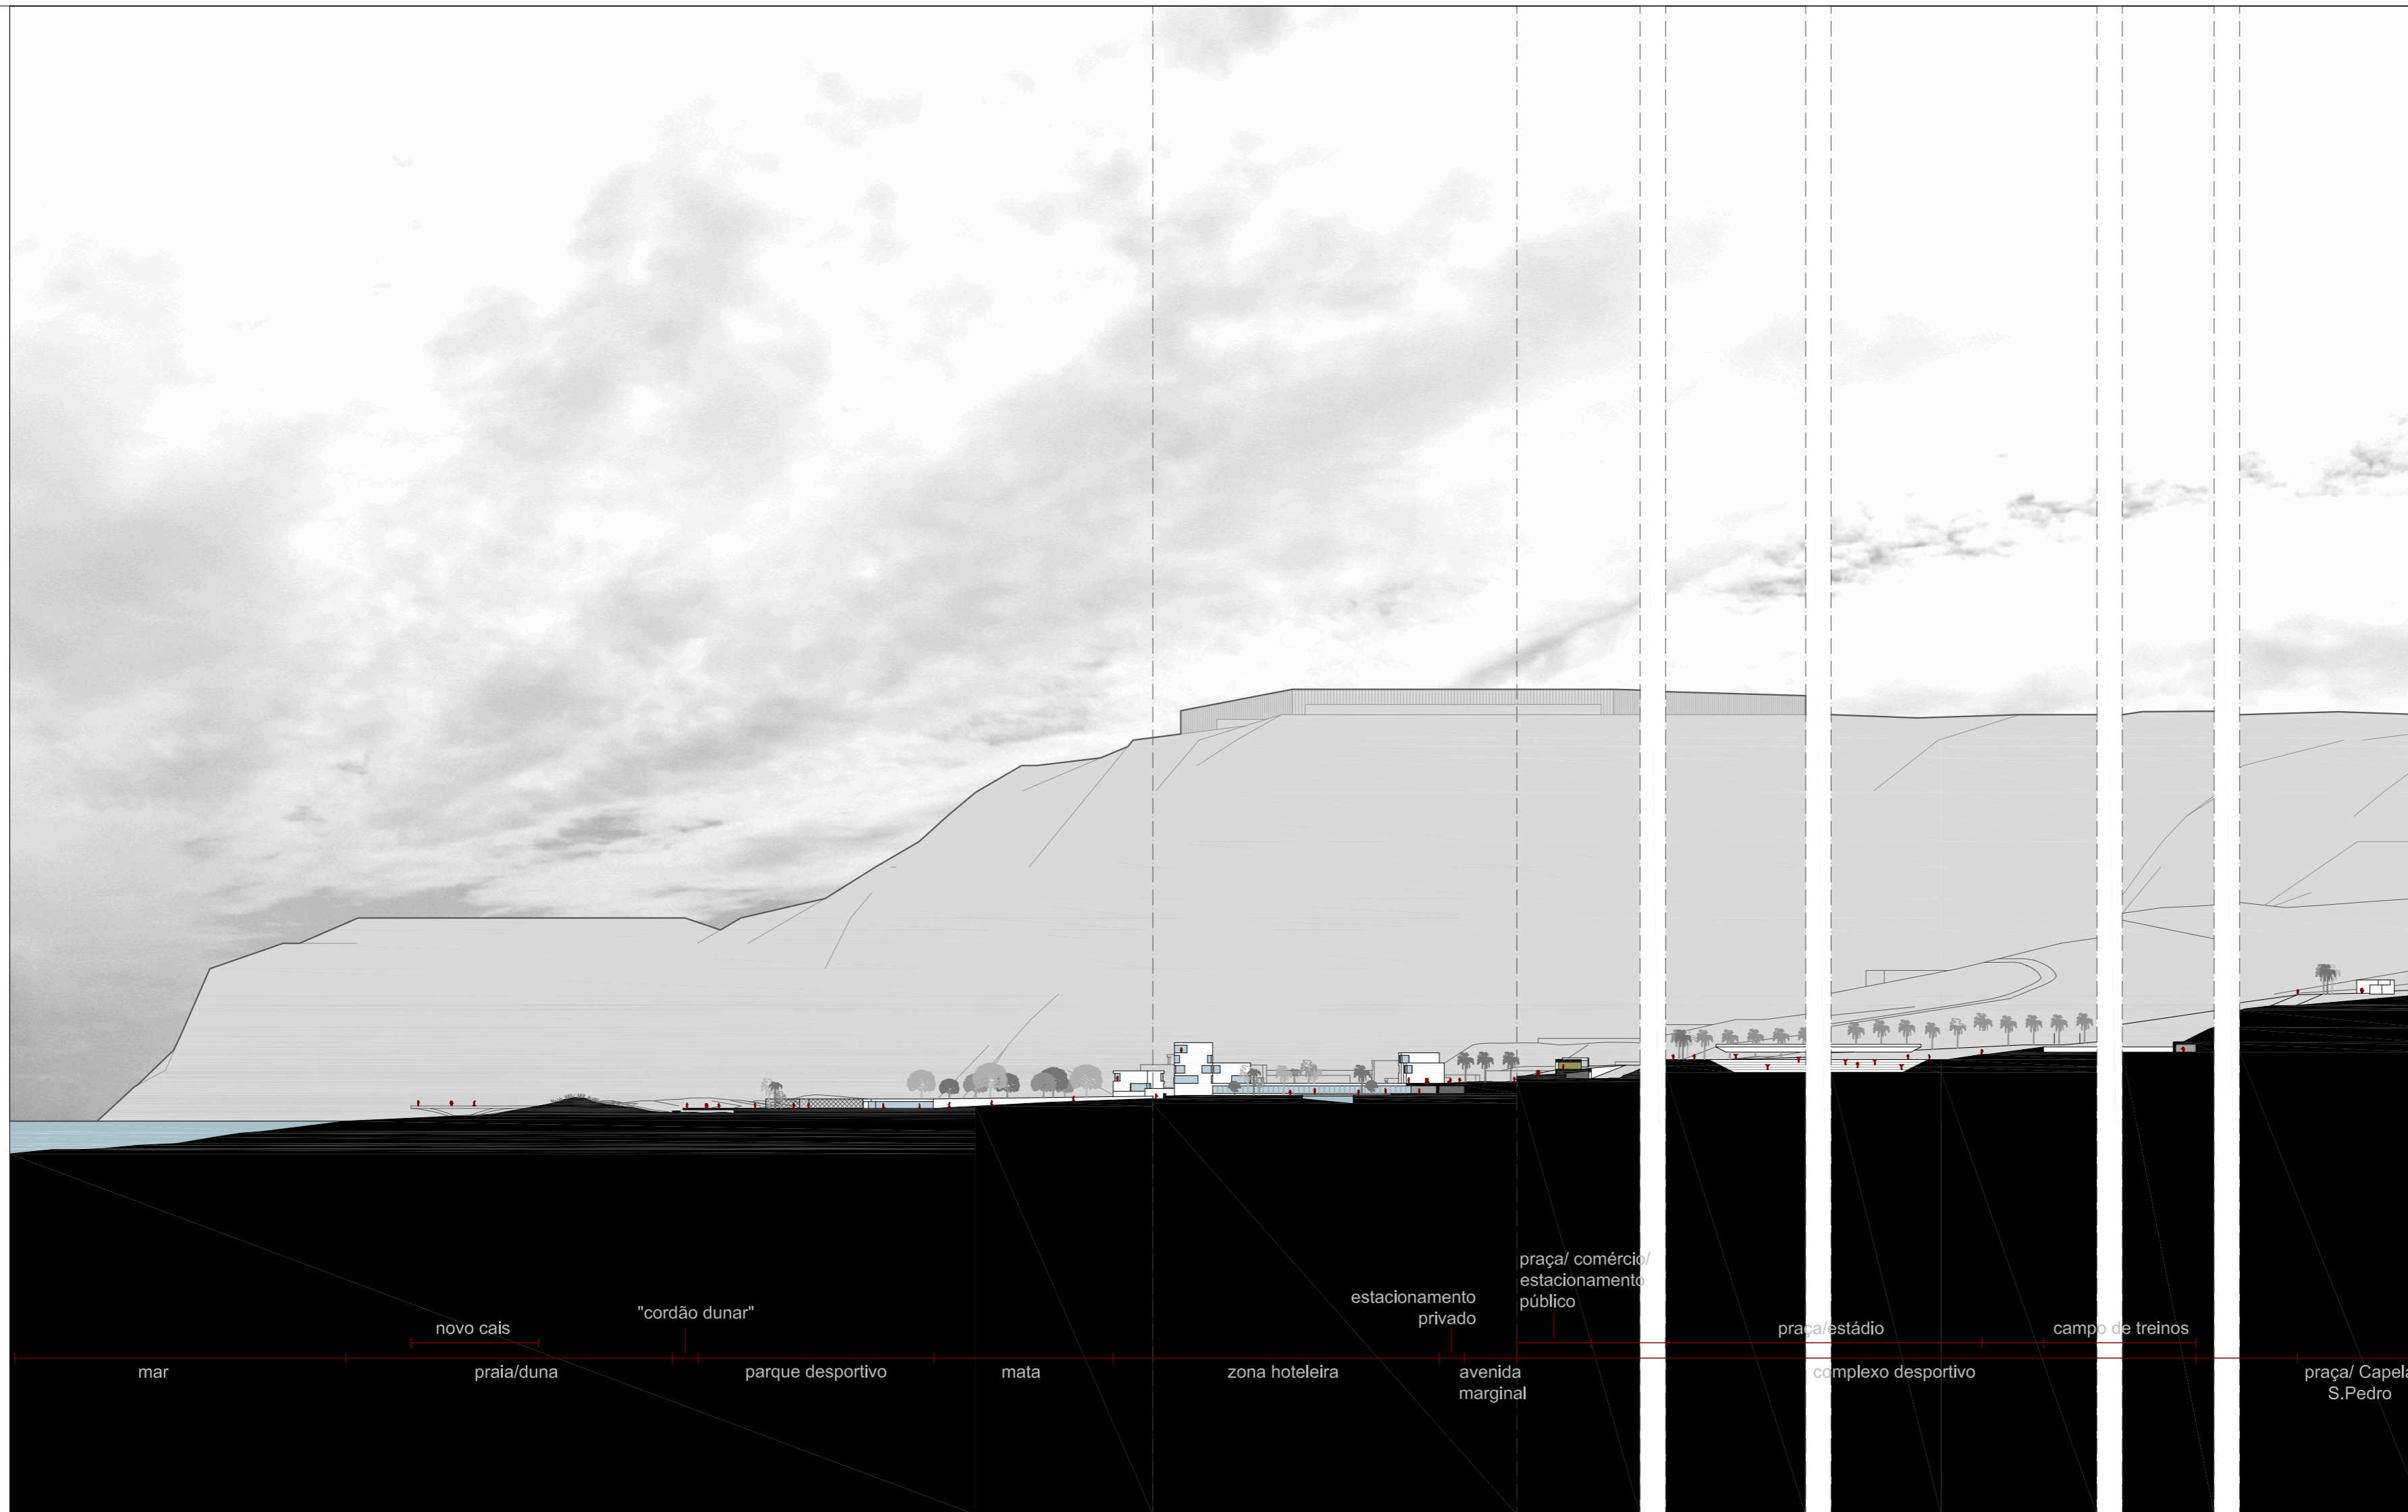 praça/ comércio/
estacionamento
público
estacionamento
privado
"cordão dunar"
novo cais
praça/estádio
campo de treinos
mar
praia/duna
parque desportivo
mata
zona hoteleira
avenida
marginal
complexo desportivo
praça/ Capela
S.Pedro